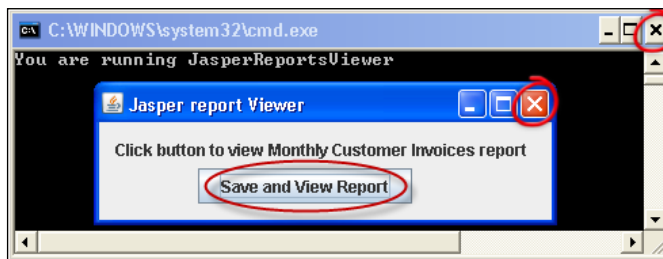 C:\WINDOWS\system32\cmd.exe
You are running JasperReportsViewer
Jasper report Viewer
Click button to view Monthly Customer Invoices report
Save and View Report